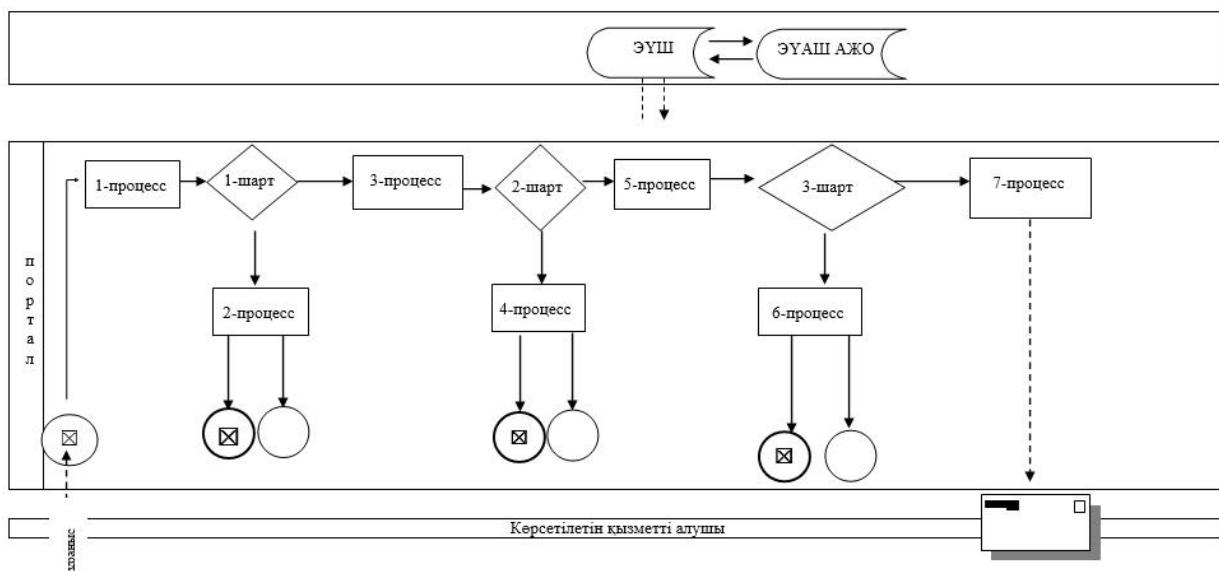 ЭҮШ
ЭҮАШ АЖО
портал
1-процесс
1-шарт
3-процесс
2-шарт
5-процесс
3-шарт
7-процесс
2-процесс
4-процесс
6-процесс
Көрсетілетін қызметті алушы